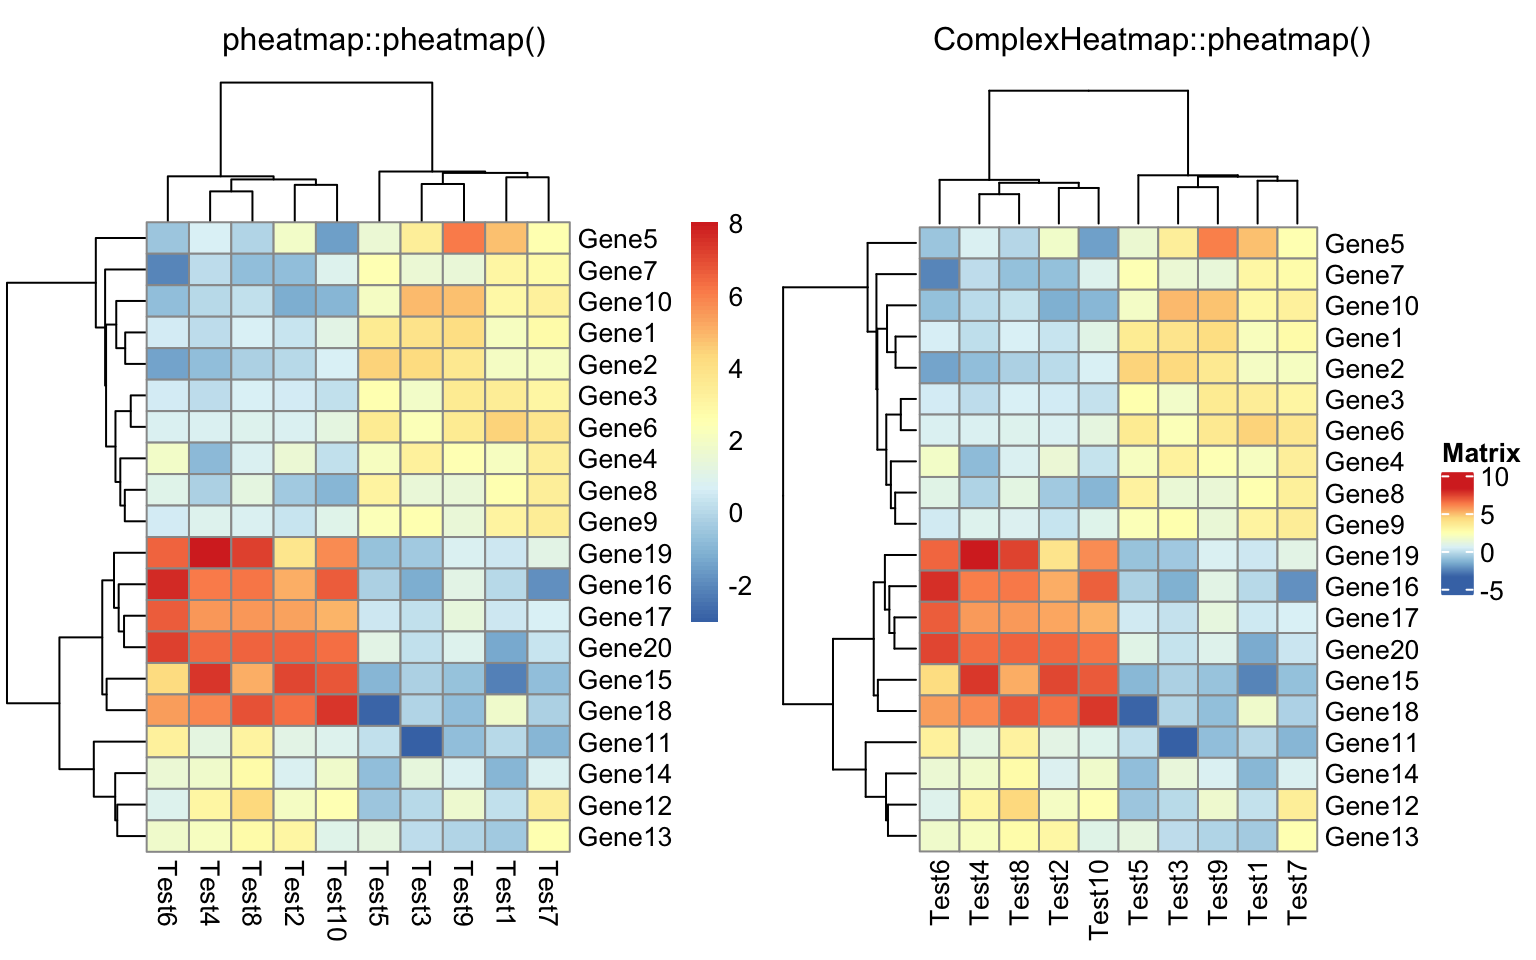 pheatmap::pheatmap()
Gene5
Gene7
Gene10
Gene1
Gene2
Gene3
Gene6
Gene4
Gene8
Gene9
Gene19
Gene16
Gene17
Gene20
Gene15
Gene18
Gene11
Gene14
Gene12
Gene13
Test6
Test4
Test8
Test2
Test10
Test5
Test3
Test9
Test1
Test7
8
6
4
2
0
-2
ComplexHeatmap::pheatmap()
Gene5
Gene7
Gene10
Gene1
Gene2
Gene3
Gene6
Gene4
Gene8
Gene9
Gene19
Gene16
Gene17
Gene20
Gene15
Gene18
Gene11
Gene14
Gene12
Gene13
Test6
Test4
Test8
Test2
Test10
Test5
Test3
Test9
Test1
Test7
Matrix
10
5
0
-5